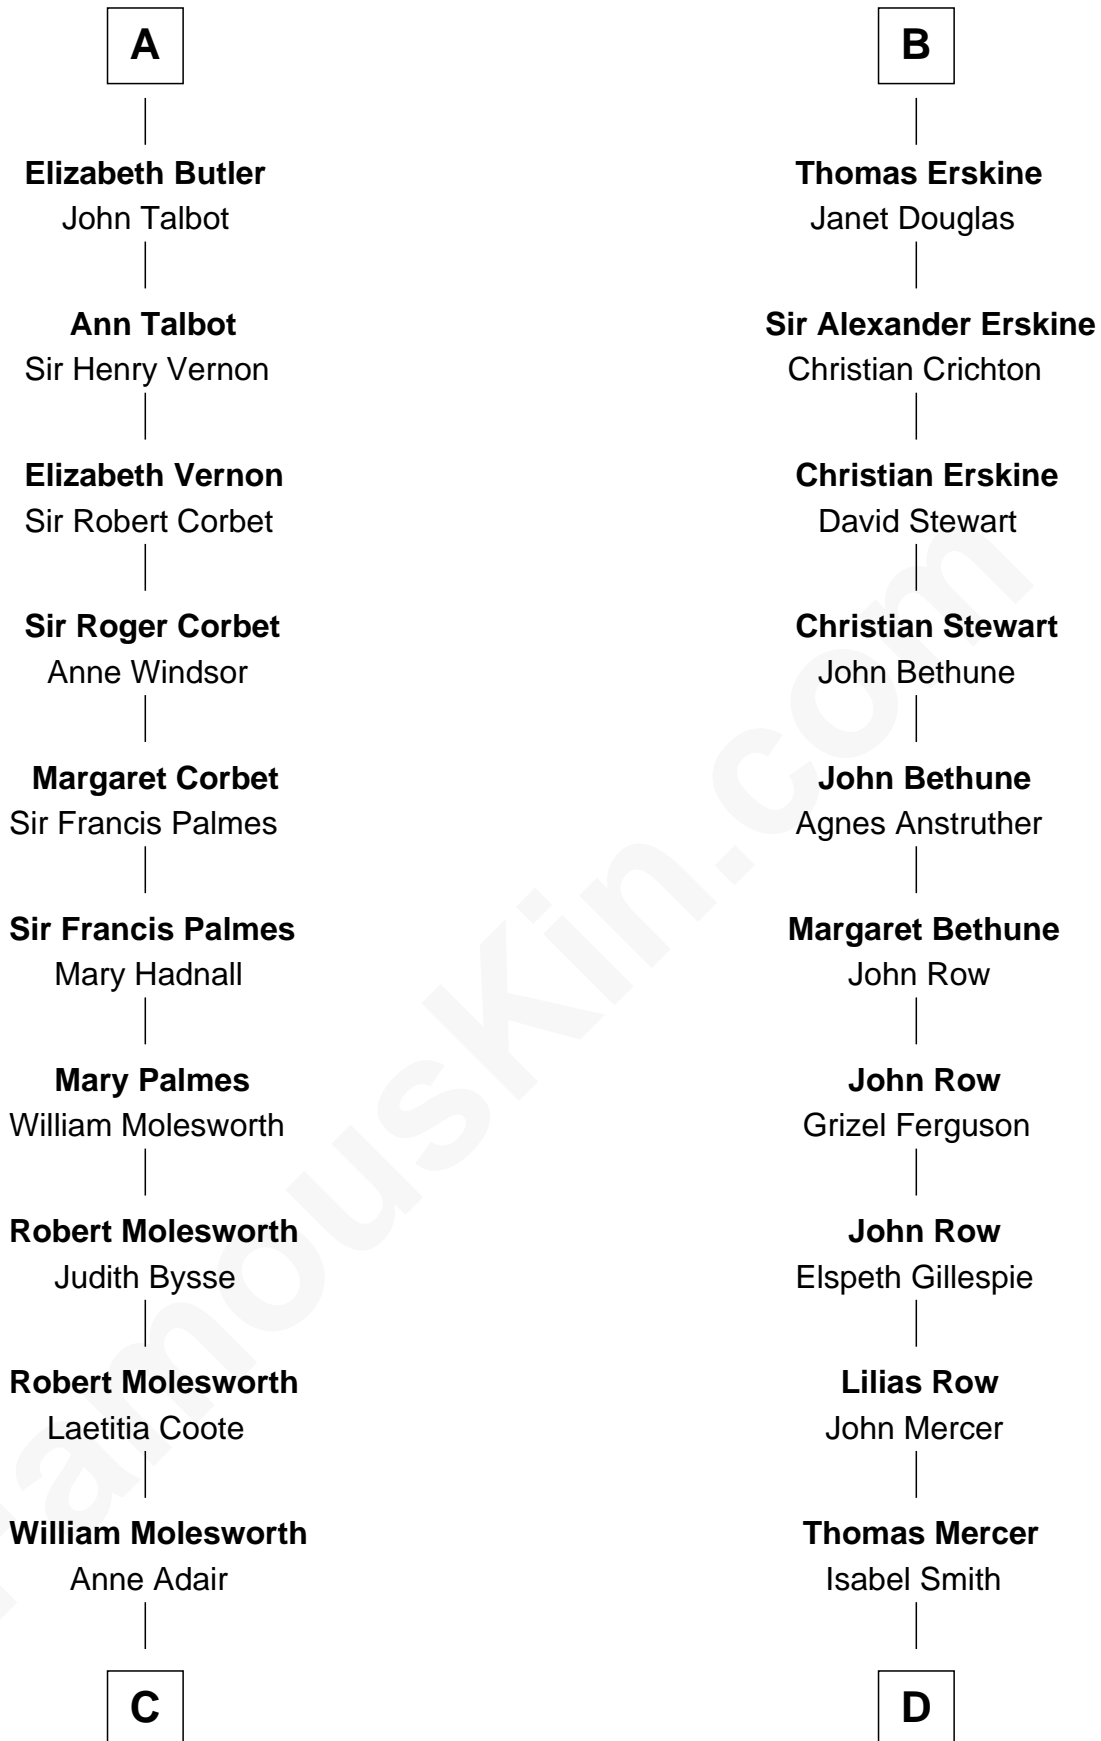 A
Elizabeth Butler
John Talbot
Ann Talbot
Sir Henry Vernon
Elizabeth Vernon
Sir Robert Corbet
Sir Roger Corbet
Anne Windsor
Margaret Corbet
Sir Francis Palmes
Sir Francis Palmes
Mary Hadnall
Mary Palmes
William Molesworth
Robert Molesworth
Judith Bysse
Robert Molesworth
Laetitia Coote
William Molesworth
Anne Adair
C
B
Thomas Erskine
Janet Douglas
Sir Alexander Erskine
Christian Crichton
Christian Erskine
David Stewart
Christian Stewart
John Bethune
John Bethune
Agnes Anstruther
Margaret Bethune
John Row
John Row
Grizel Ferguson
John Row
Elspeth Gillespie
Lilias Row
John Mercer
Thomas Mercer
Isabel Smith
D
FamousKin.com